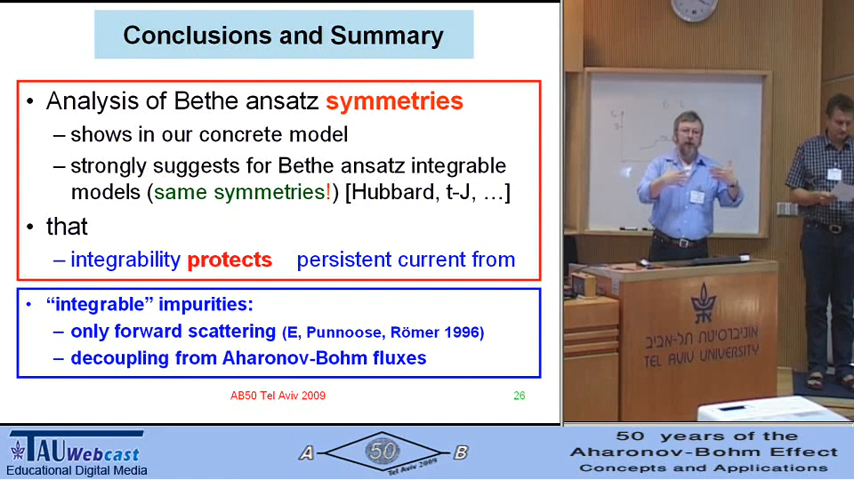 Conclusions and Summary
• Analysis of Bethe ansatz symmetries
– shows in our concrete model
– strongly suggests for Bethe ansatz integrable
models (same symmetries!) [Hubbard, t-J, …]
• that
– integrability protects persistent current from
• “integrable” impurities:
– only forward scattering (E, Punnoose, Römer 1996)
– decoupling from Aharonov-Bohm fluxes
AB50 Tel Aviv 2009
26
אוניברסיטת תל-אביב
TEL AVIV UNIVERSITY
TAU Webcast
Educational Digital Media
A 50 B
Tel Aviv 2009
50 years of the
Aharonov-Bohm Effect
Concepts and Applications